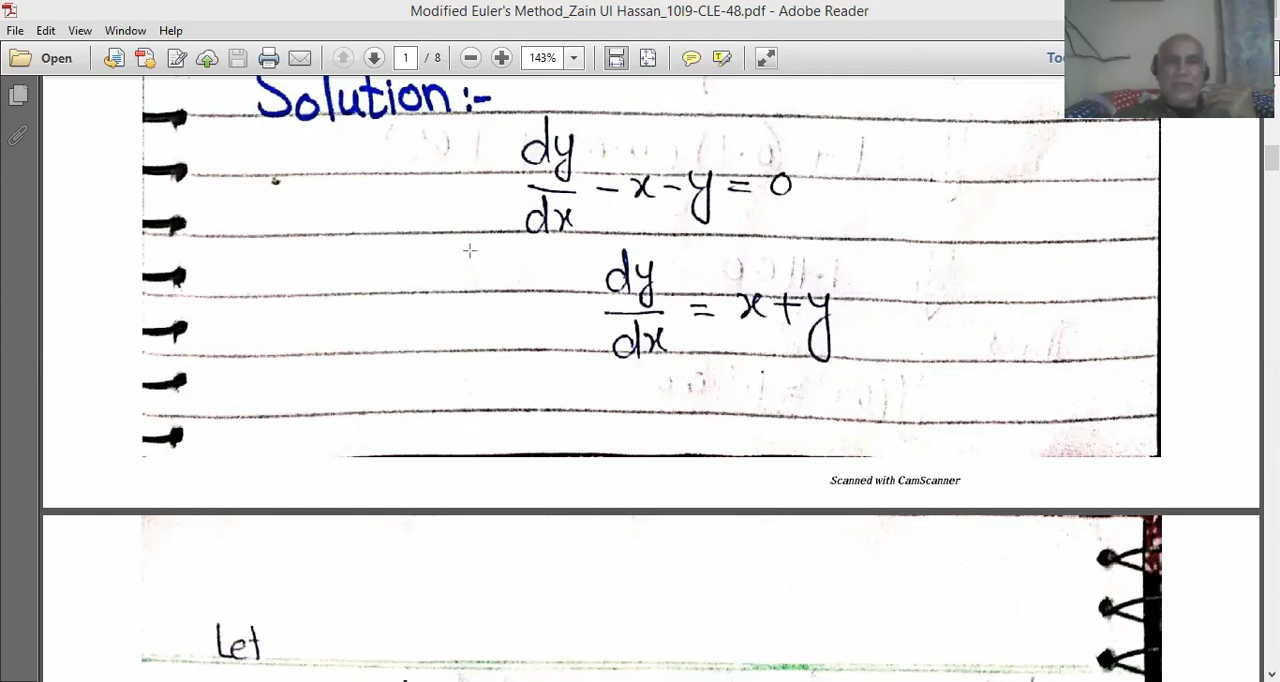 Modified Euler's Method_Zain Ul Hassan_10I9-CLE-48.pdf - Adobe Reader
File Edit View Window Help
Open 1 / 8 143% Too
Solution :-
dy/dx - x - y = 0
dy/dx = x + y
Scanned with CamScanner
Let